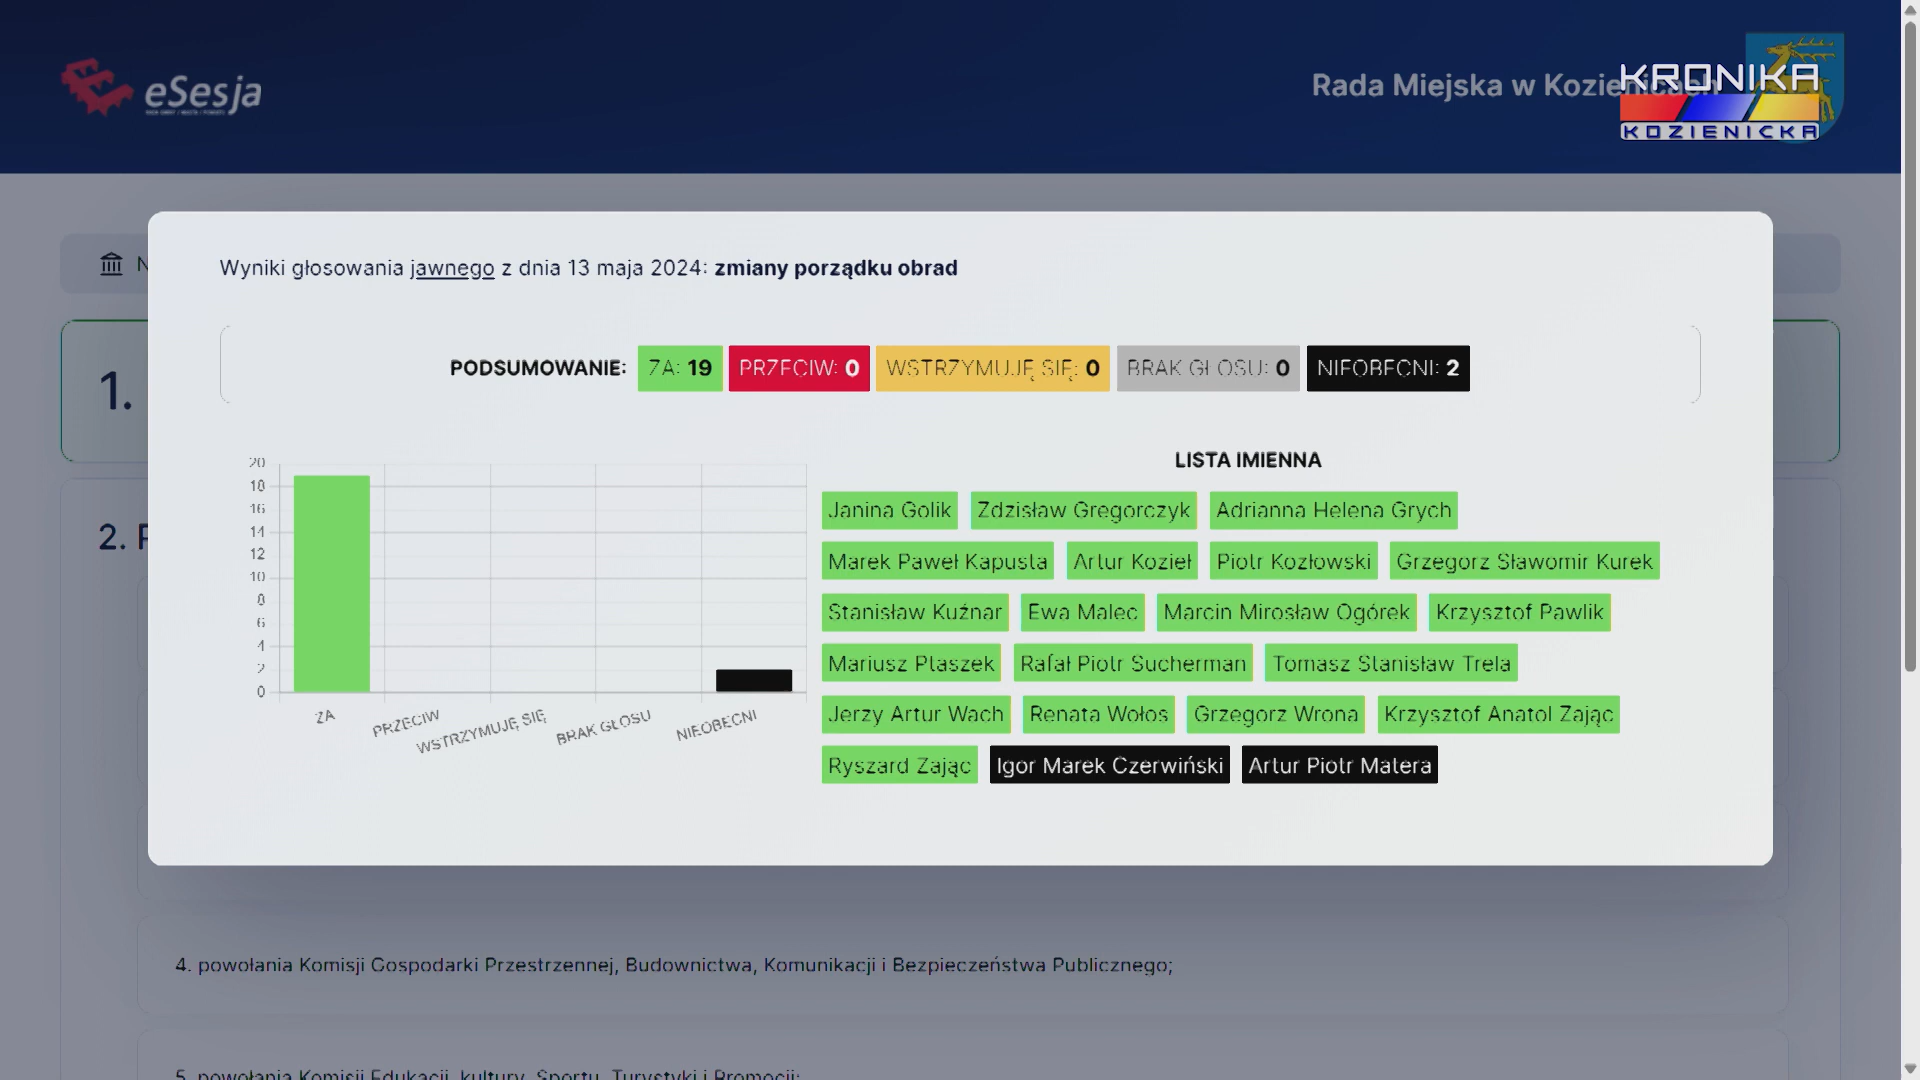 eSesja
Rada Miejska w Kozienicach
KRONIKA
KOZIENICKA
Wyniki głosowania jawnego z dnia 13 maja 2024: zmiany porządku obrad
1.
PODSUMOWANIE: ZA: 19 PRZECIW: 0 WSTRZYMUJĘ SIĘ: 0 BRAK GŁOSU: 0 NIEOBECNI: 2
LISTA IMIENNA
20
18
16
14
12
10
8
6
4
2
0
ZA
PRZECIW
WSTRZYMUJĘ SIĘ
BRAK GŁOSU
NIEOBECNI
Janina Golik Zdzisław Gregorczyk Adrianna Helena Grych
Marek Paweł Kapusta Artur Kozieł Piotr Kozłowski Grzegorz Sławomir Kurek
Stanisław Kuźnar Ewa Malec Marcin Mirosław Ogórek Krzysztof Pawlik
Mariusz Ptaszek Rafał Piotr Sucherman Tomasz Stanisław Trela
Jerzy Artur Wach Renata Wołos Grzegorz Wrona Krzysztof Anatol Zając
Ryszard Zając Igor Marek Czerwiński Artur Piotr Matera
2.
4. powołania Komisji Gospodarki Przestrzennej, Budownictwa, Komunikacji i Bezpieczeństwa Publicznego;
5. powołania Komisji Edukacji, kultury, Sportu, Turystyki i Promocji;